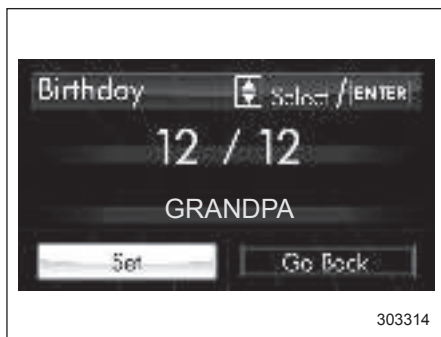 Birthday Select /ENTER
12 / 12
GRANDPA
Set Go Back
303314